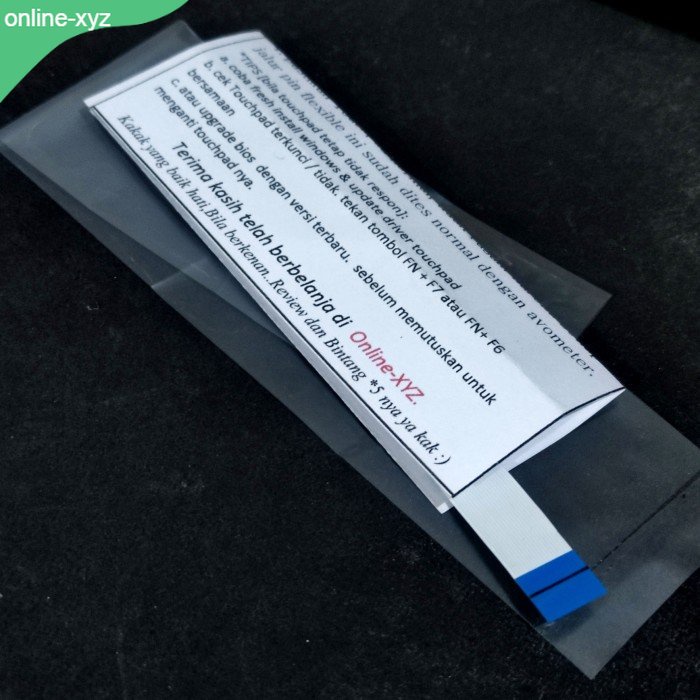 online-xyz
jalur pin flexible ini sudah dites normal dengan avometer.
*TIPS [bila touchpad tetap tidak respon]:
a. coba fresh install windows & update driver touchpad
b. cek Touchpad terkunci / tidak. tekan tombol FN + F7 atau FN+ F6
bersamaan
c. atau upgrade bios dengan versi terbaru. sebelum memutuskan untuk
menganti touchpad nya.
Terima kasih telah berbelanja di Online-XYZ.
Kakak yang baik hati,Bila berkenan..Review dan Bintang *5 nya ya kak :)